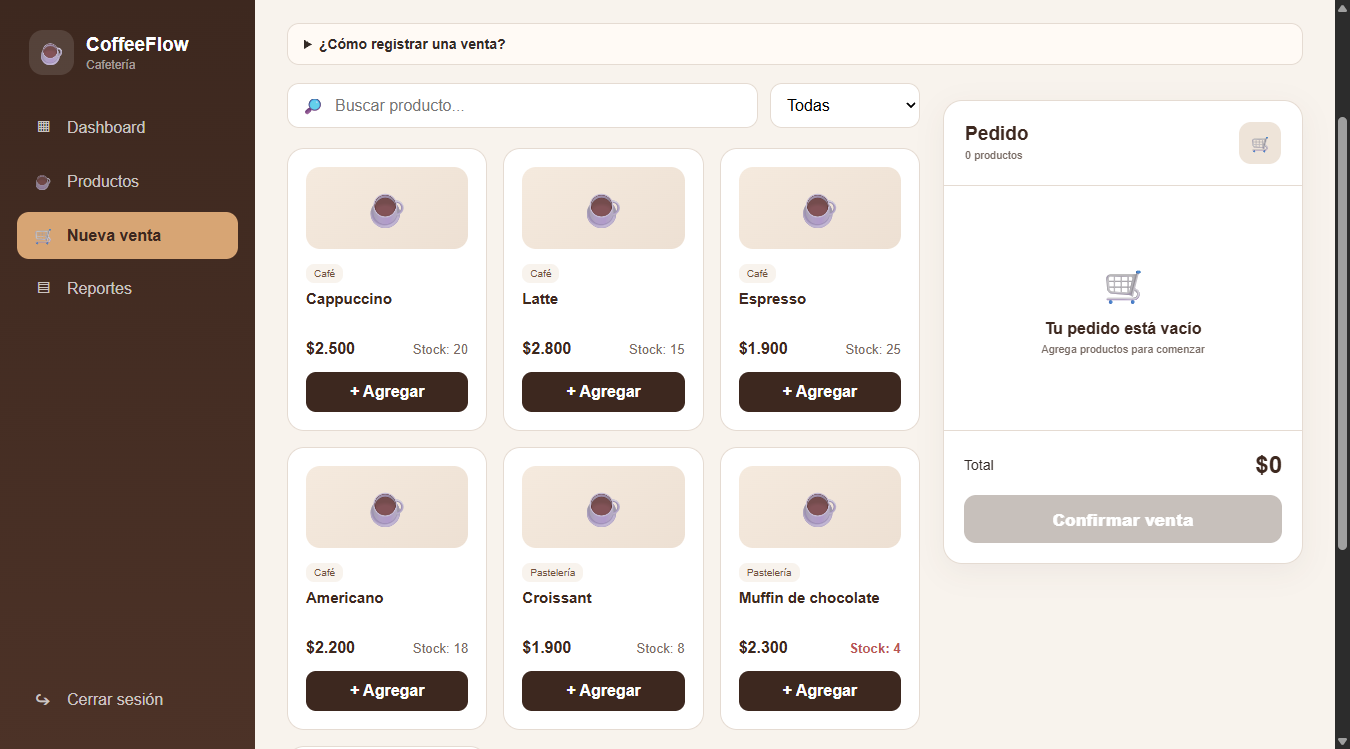 CoffeeFlow
Cafetería
Dashboard
Productos
Nueva venta
Reportes
Cerrar sesión
¿Cómo registrar una venta?
Buscar producto...
Todas
Café
Cappuccino
$2.500 Stock: 20
+ Agregar
Café
Latte
$2.800 Stock: 15
+ Agregar
Café
Espresso
$1.900 Stock: 25
+ Agregar
Café
Americano
$2.200 Stock: 18
+ Agregar
Pastelería
Croissant
$1.900 Stock: 8
+ Agregar
Pastelería
Muffin de chocolate
$2.300 Stock: 4
+ Agregar
Pedido
0 productos
Tu pedido está vacío
Agrega productos para comenzar
Total $0
Confirmar venta